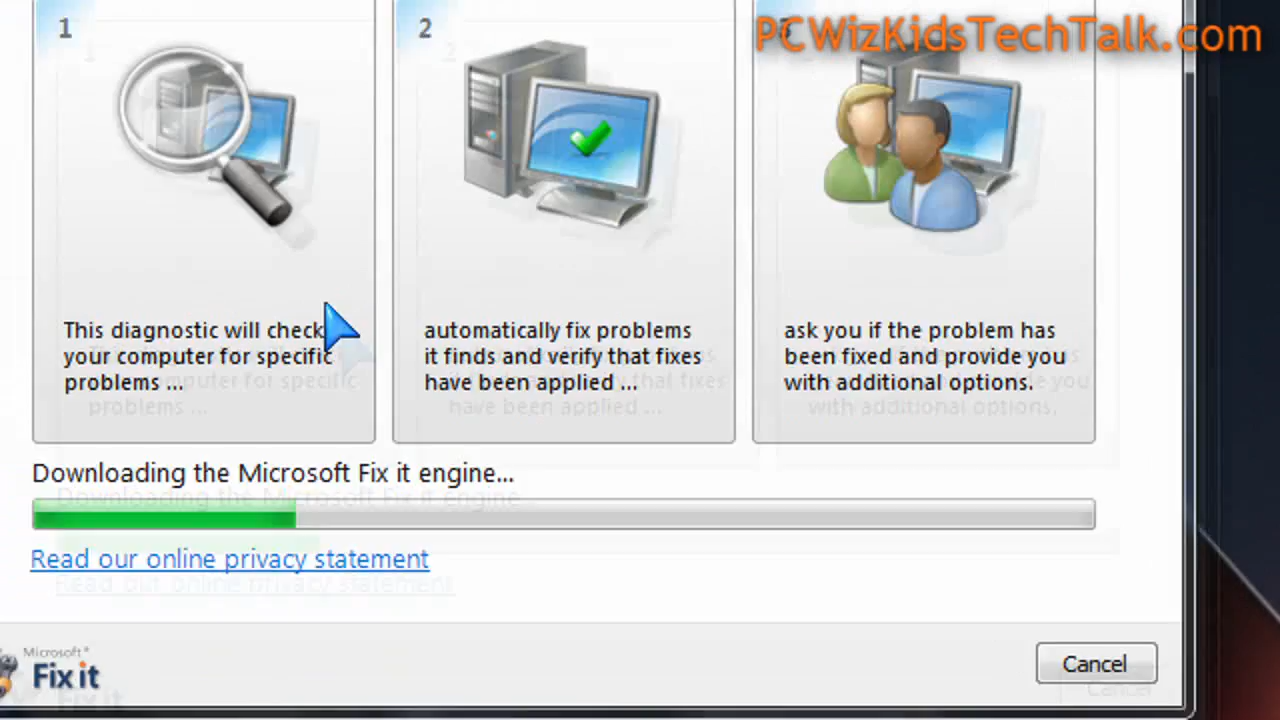 1
2
3
PCWizKidsTechTalk.com
This diagnostic will check
your computer for specific
problems ...
automatically fix problems
it finds and verify that fixes
have been applied ...
ask you if the problem has
been fixed and provide you
with additional options.
Downloading the Microsoft Fix it engine...
Read our online privacy statement
Microsoft®
Fix it
Cancel